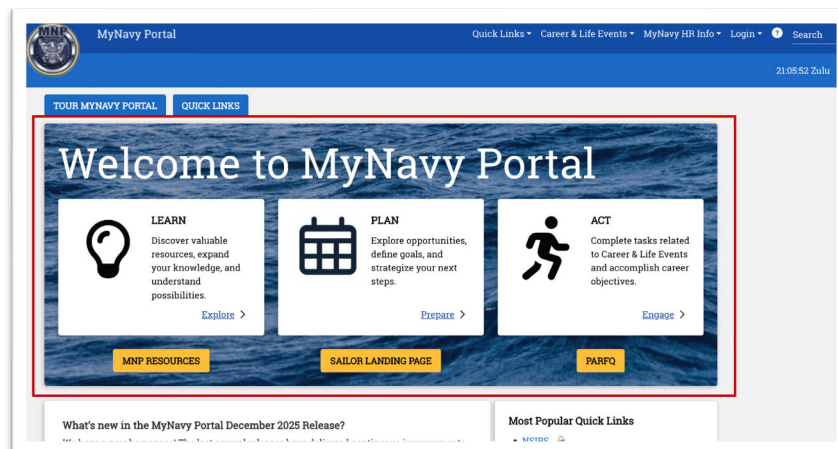 MNP
MyNavy Portal
Quick Links
Career & Life Events
MyNavy HR Info
Login
?
Search
21:05:52 Zulu
TOUR MYNAVY PORTAL
QUICK LINKS
Welcome to MyNavy Portal
LEARN
Discover valuable
resources, expand
your knowledge, and
understand
possibilities.
Explore >
PLAN
Explore opportunities,
define goals, and
strategize your next
steps.
Prepare >
ACT
Complete tasks related
to Career & Life Events
and accomplish career
objectives.
Engage >
MNP RESOURCES
SAILOR LANDING PAGE
PARFQ
What's new in the MyNavy Portal December 2025 Release?
Most Popular Quick Links